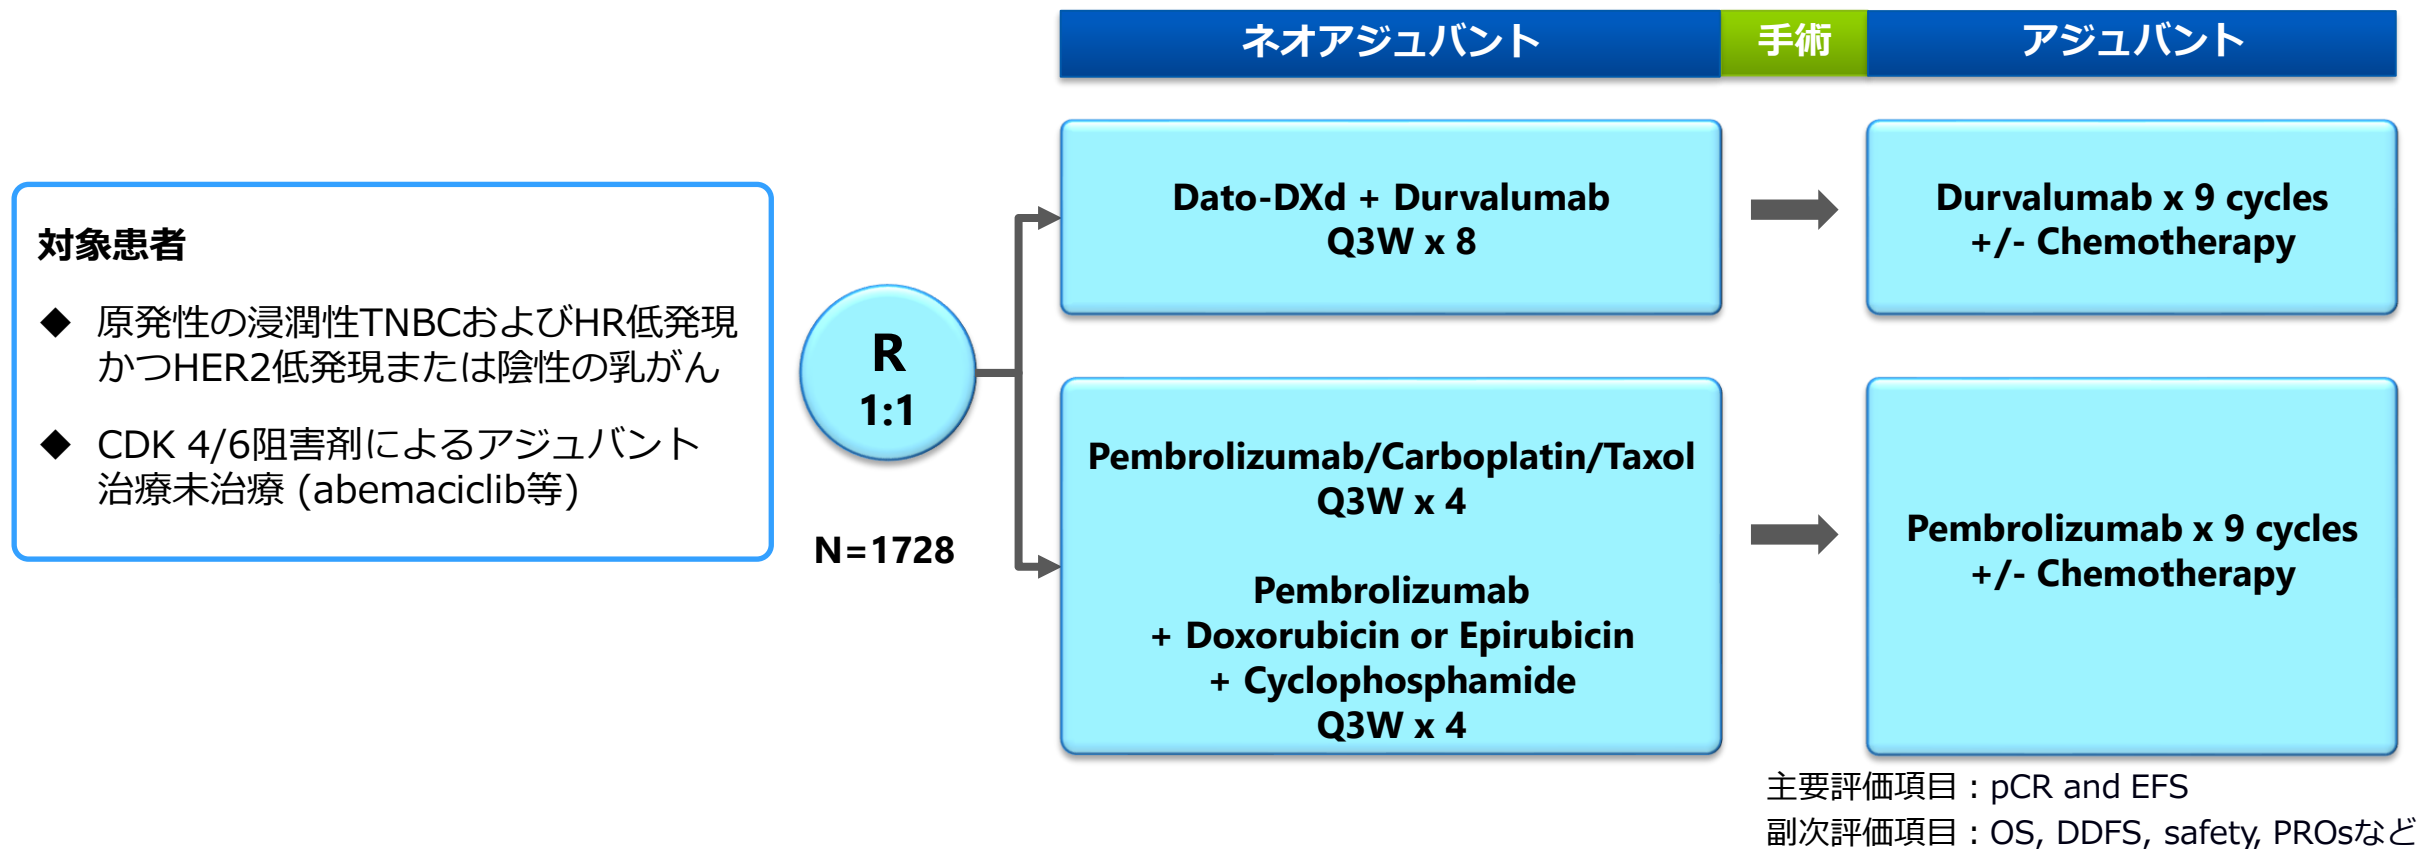 ネオアジュバント
手術
アジュバント
対象患者
◆ 原発性の浸潤性TNBCおよびHR低発現
かつHER2低発現または陰性の乳がん
◆ CDK 4/6阻害剤によるアジュバント
治療未治療 (abemaciclib等)
R
1:1
N=1728
Dato-DXd + Durvalumab
Q3W x 8
Durvalumab x 9 cycles
+/- Chemotherapy
Pembrolizumab/Carboplatin/Taxol
Q3W x 4
Pembrolizumab
+ Doxorubicin or Epirubicin
+ Cyclophosphamide
Q3W x 4
Pembrolizumab x 9 cycles
+/- Chemotherapy
主要評価項目：pCR and EFS
副次評価項目：OS, DDFS, safety, PROsなど